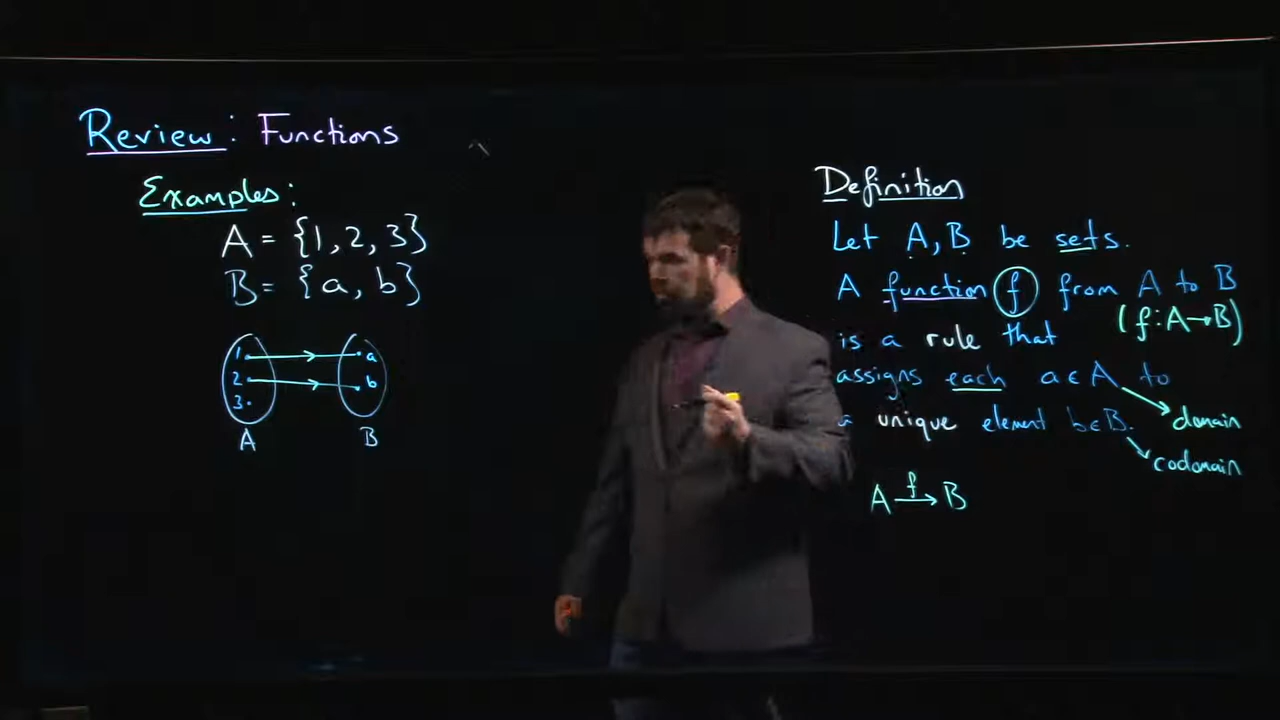 Review: Functions
Examples:
A = {1, 2, 3}
B = {a, b}
1 a
2 b
3
A B
Definition
Let A, B be sets.
A function f from A to B
(f: A→B)
is a rule that
assigns each a∈A to
domain
a unique element b∈B.
codomain
A f→ B